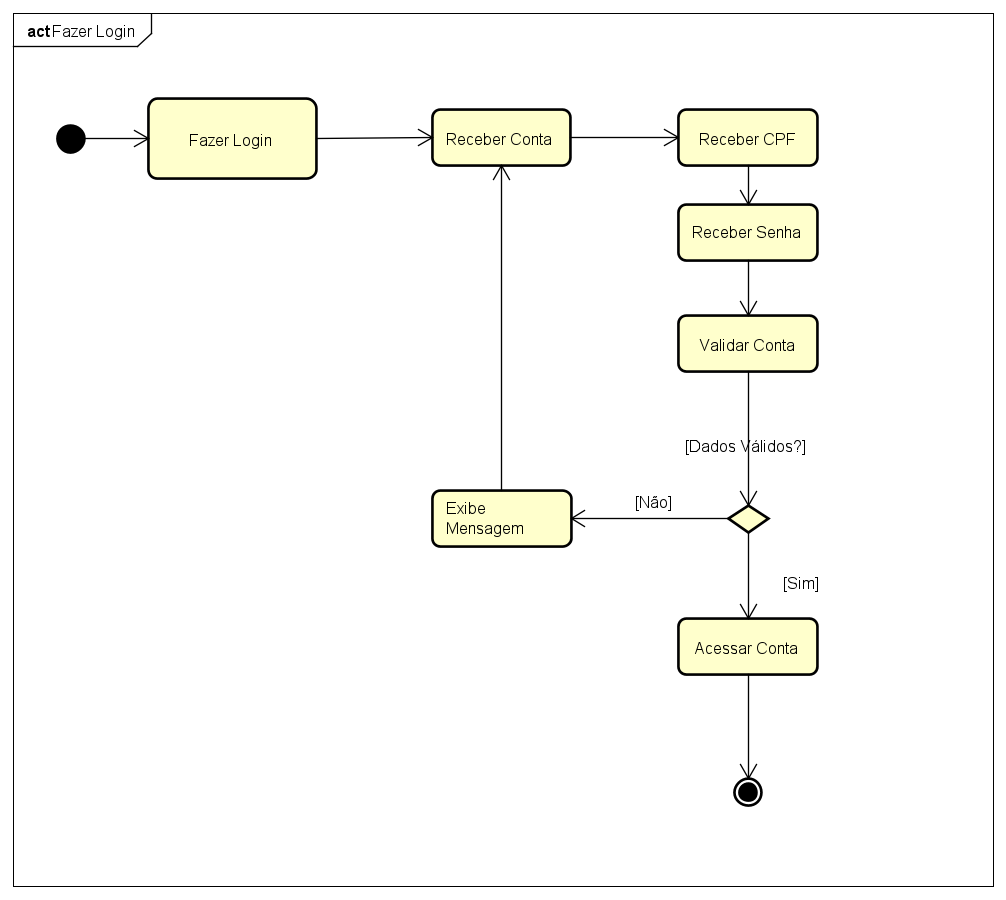 act Fazer Login
Fazer Login
Receber Conta
Receber CPF
Receber Senha
Validar Conta
[Dados Válidos?]
[Não]
Exibe
Mensagem
[Sim]
Acessar Conta